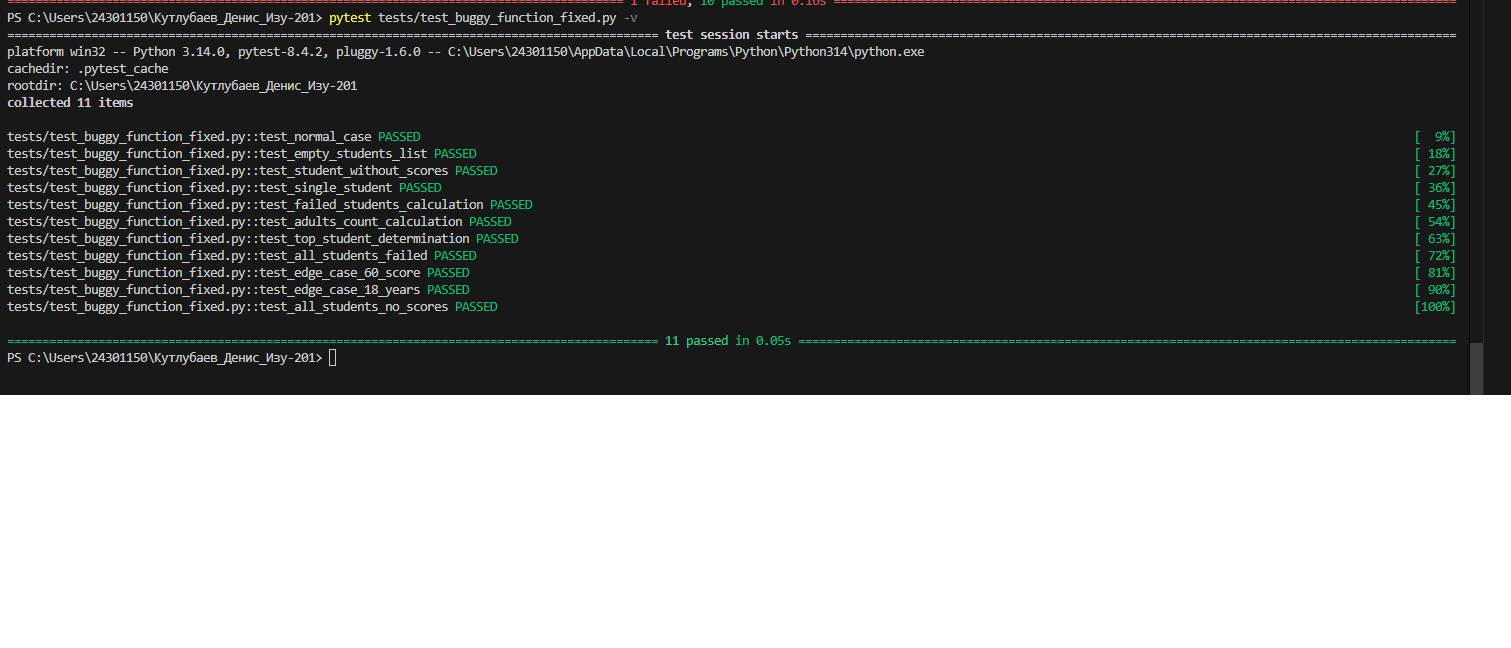 1 failed, 10 passed in 0.16s
PS C:\Users\24301150\Кутлубаев_Денис_Изу-201> pytest tests/test_buggy_function_fixed.py -v
test session starts
platform win32 -- Python 3.14.0, pytest-8.4.2, pluggy-1.6.0 -- C:\Users\24301150\AppData\Local\Programs\Python\Python314\python.exe
cachedir: .pytest_cache
rootdir: C:\Users\24301150\Кутлубаев_Денис_Изу-201
collected 11 items
tests/test_buggy_function_fixed.py::test_normal_case PASSED [  9%]
tests/test_buggy_function_fixed.py::test_empty_students_list PASSED [ 18%]
tests/test_buggy_function_fixed.py::test_student_without_scores PASSED [ 27%]
tests/test_buggy_function_fixed.py::test_single_student PASSED [ 36%]
tests/test_buggy_function_fixed.py::test_failed_students_calculation PASSED [ 45%]
tests/test_buggy_function_fixed.py::test_adults_count_calculation PASSED [ 54%]
tests/test_buggy_function_fixed.py::test_top_student_determination PASSED [ 63%]
tests/test_buggy_function_fixed.py::test_all_students_failed PASSED [ 72%]
tests/test_buggy_function_fixed.py::test_edge_case_60_score PASSED [ 81%]
tests/test_buggy_function_fixed.py::test_edge_case_18_years PASSED [ 90%]
tests/test_buggy_function_fixed.py::test_all_students_no_scores PASSED [100%]
11 passed in 0.05s
PS C:\Users\24301150\Кутлубаев_Денис_Изу-201>